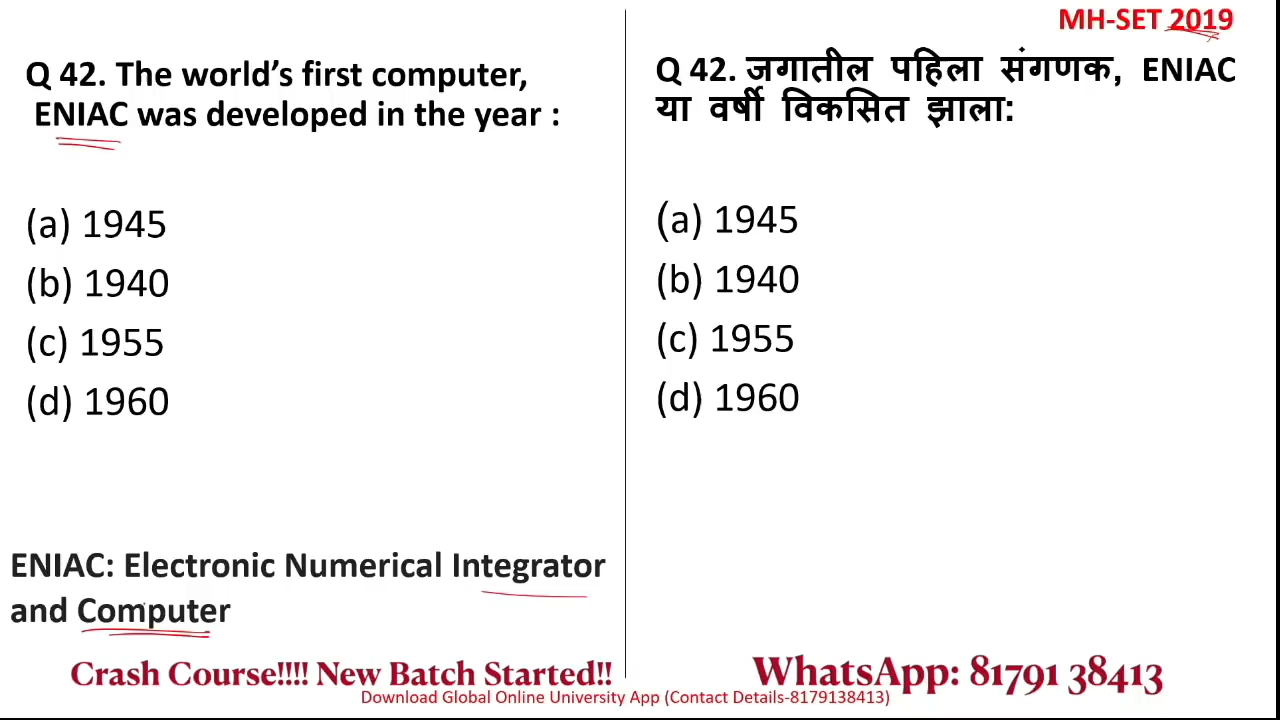 MH-SET 2019
Q 42. The world's first computer,
ENIAC was developed in the year :
(a) 1945
(b) 1940
(c) 1955
(d) 1960
ENIAC: Electronic Numerical Integrator
and Computer
Q 42. जगातील पहिला संगणक, ENIAC
या वर्षी विकसित झाला:
(a) 1945
(b) 1940
(c) 1955
(d) 1960
Crash Course!!!! New Batch Started!!
WhatsApp: 81791 38413
Download Global Online University App (Contact Details-8179138413)